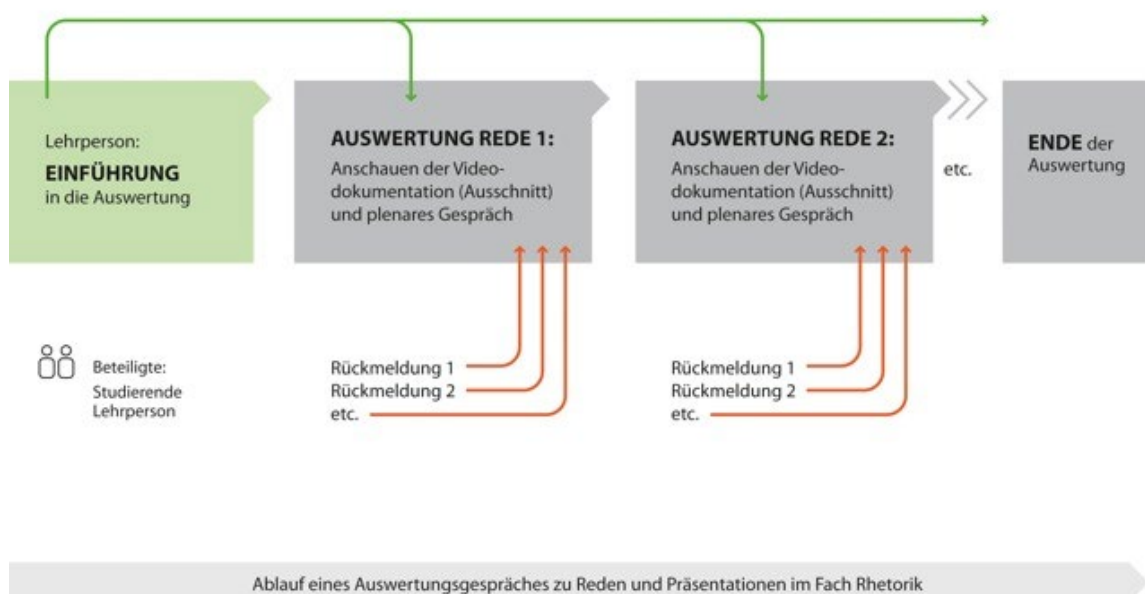 Lehrperson:
EINFÜHRUNG
in die Auswertung
AUSWERTUNG REDE 1:
Anschauen der Video-
dokumentation (Ausschnitt)
und plenares Gespräch
AUSWERTUNG REDE 2:
Anschauen der Video-
dokumentation (Ausschnitt)
und plenares Gespräch
etc.
ENDE der
Auswertung
Beteiligte:
Studierende
Lehrperson
Rückmeldung 1
Rückmeldung 2
etc.
Rückmeldung 1
Rückmeldung 2
etc.
Ablauf eines Auswertungsgespräches zu Reden und Präsentationen im Fach Rhetorik